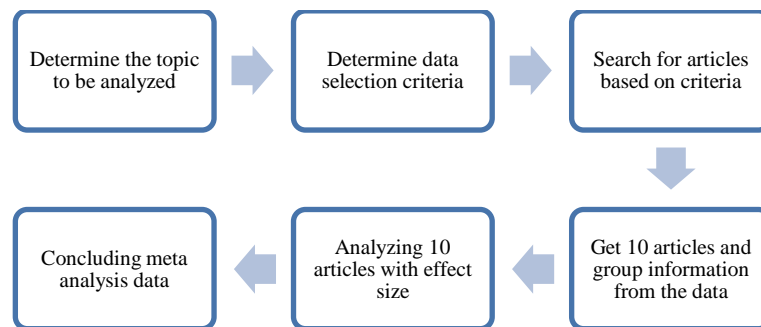 Determine the topic
to be analyzed
Determine data
selection criteria
Search for articles
based on criteria
Get 10 articles and
group information
from the data
Analyzing 10
articles with effect
size
Concluding meta
analysis data